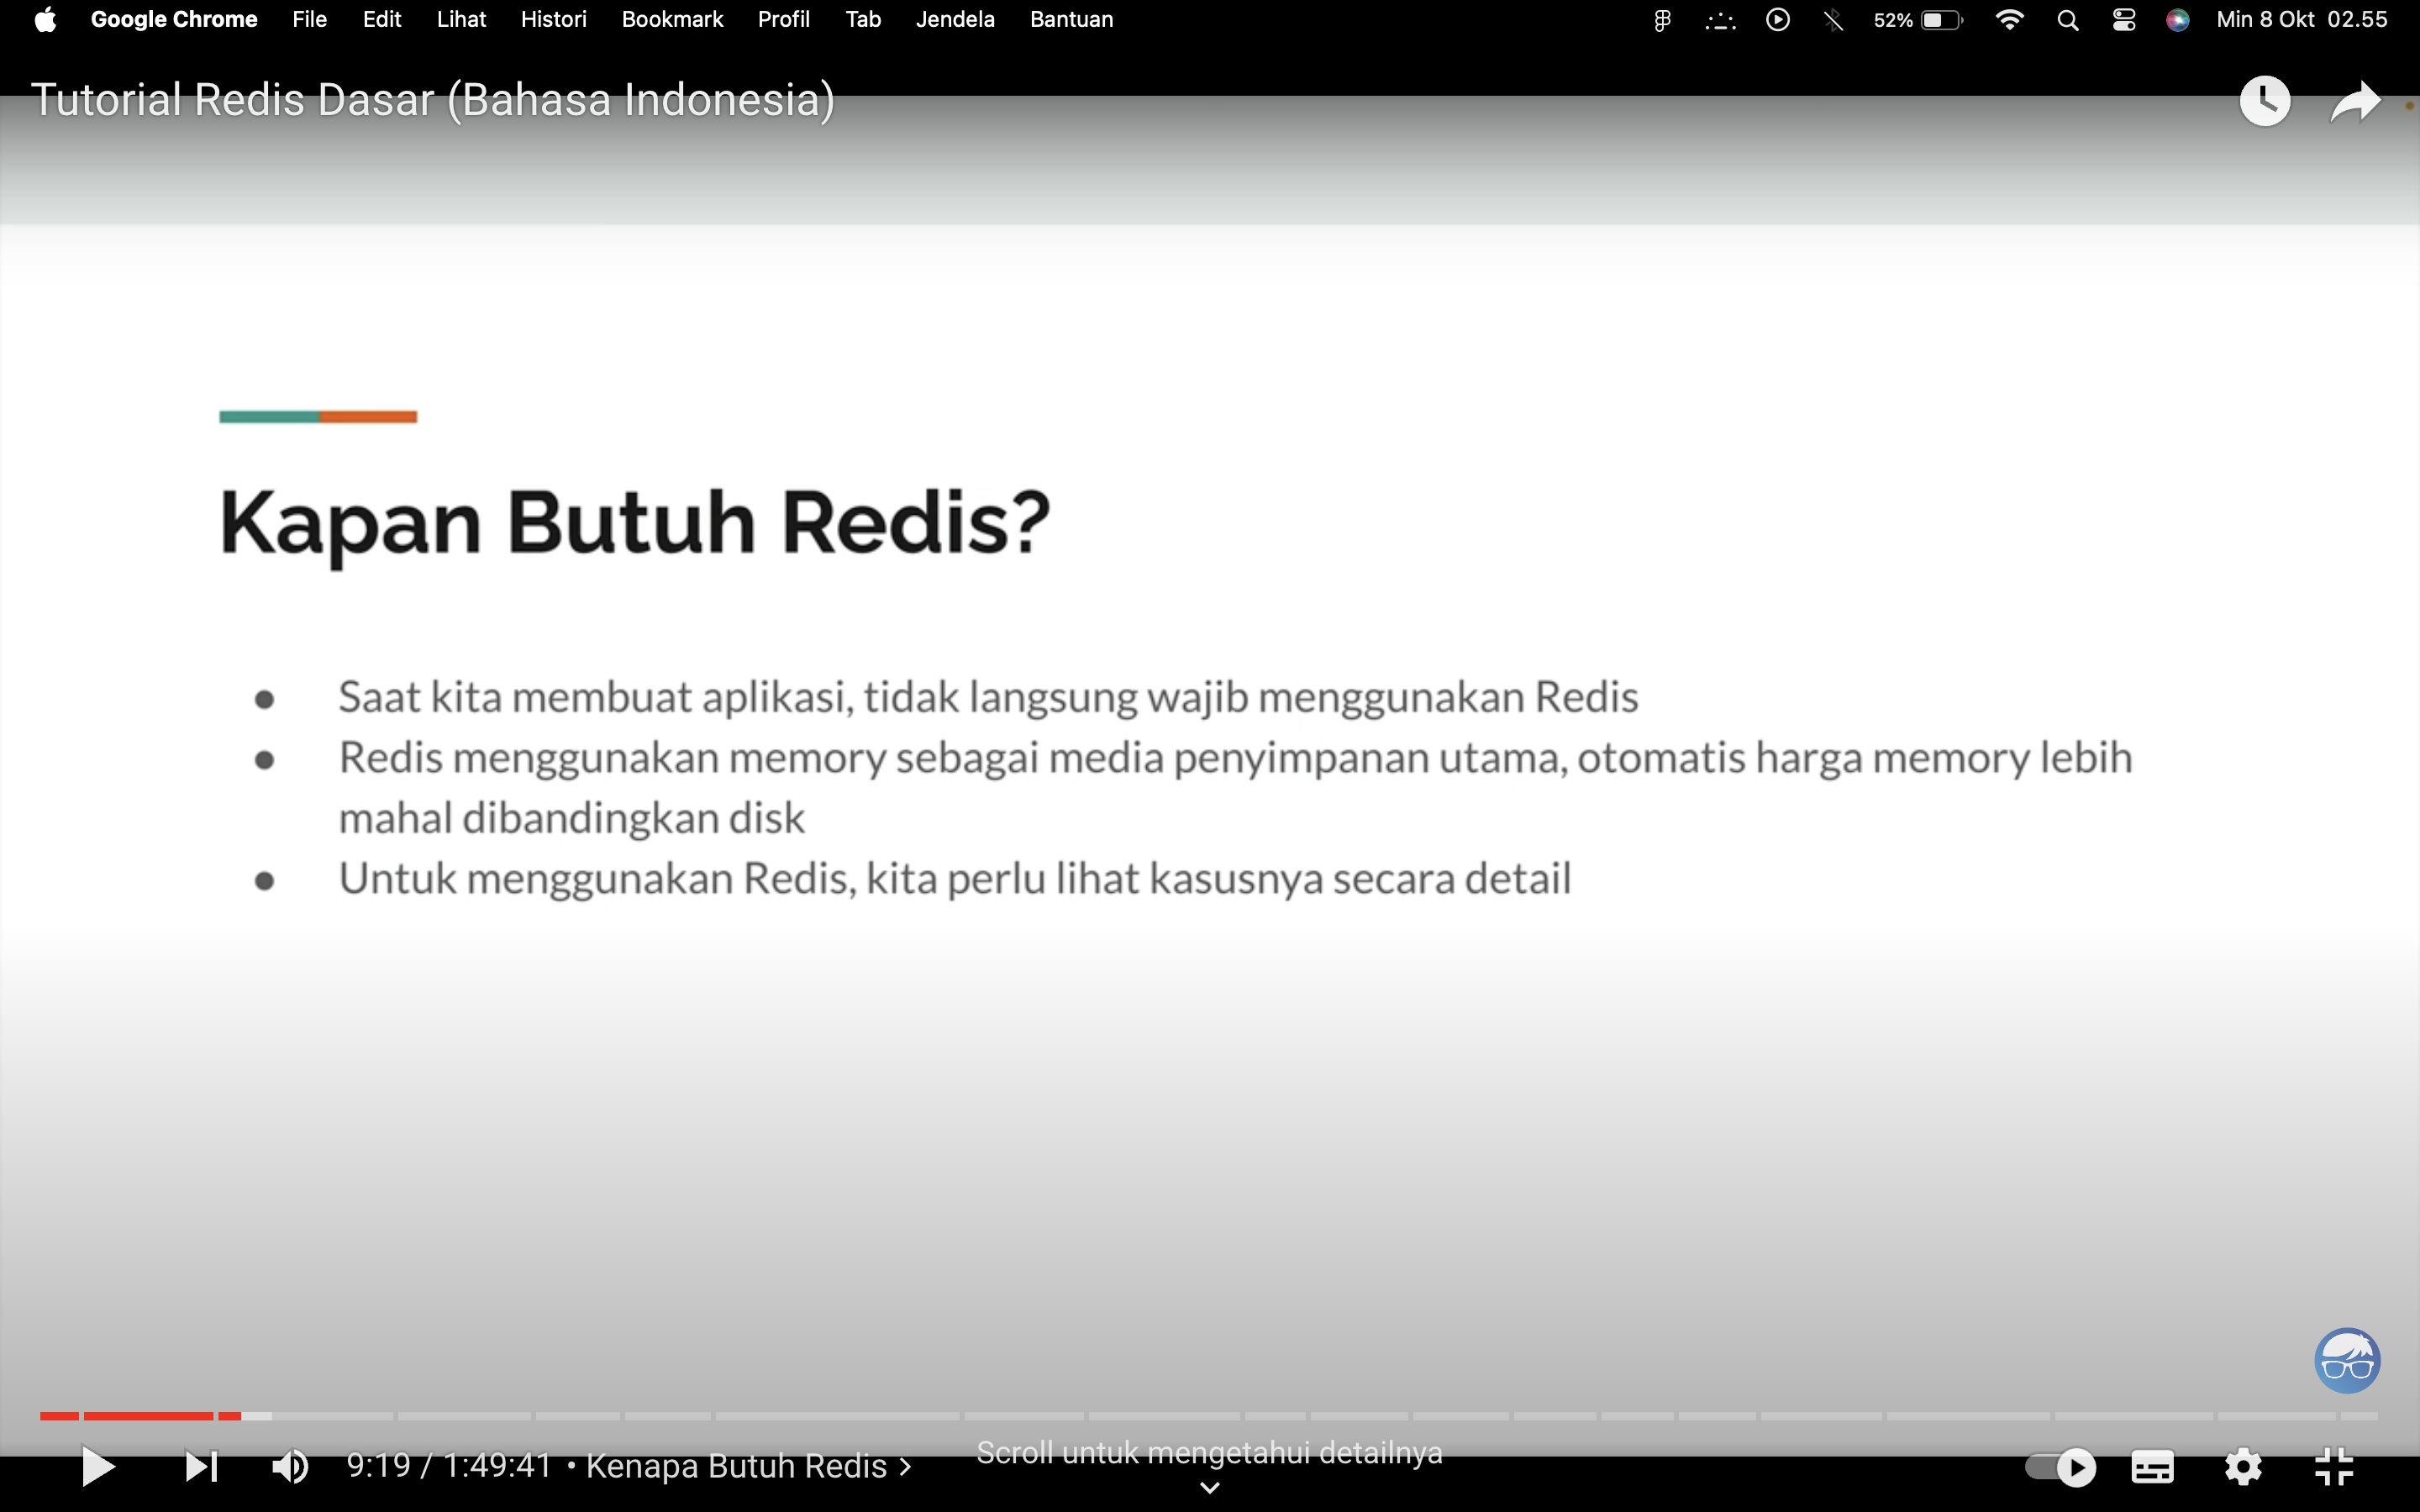 Google Chrome File Edit Lihat Histori Bookmark Profil Tab Jendela Bantuan 52% Min 8 Okt 02.55
Tutorial Redis Dasar (Bahasa Indonesia)
Kapan Butuh Redis?
● Saat kita membuat aplikasi, tidak langsung wajib menggunakan Redis
● Redis menggunakan memory sebagai media penyimpanan utama, otomatis harga memory lebih
mahal dibandingkan disk
● Untuk menggunakan Redis, kita perlu lihat kasusnya secara detail
9:19 / 1:49:41 • Kenapa Butuh Redis >
Scroll untuk mengetahui detailnya